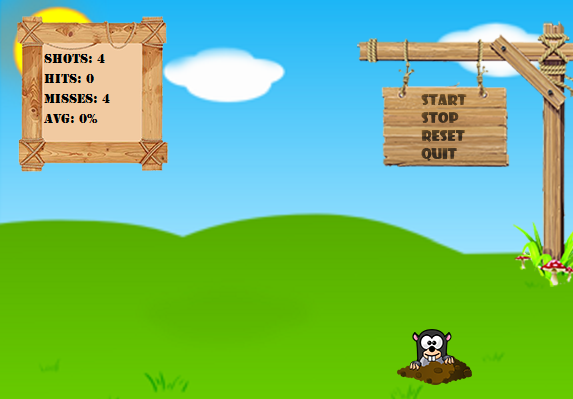 SHOTS: 4
HITS: 0
MISSES: 4
AVG: 0%
START
STOP
RESET
QUIT